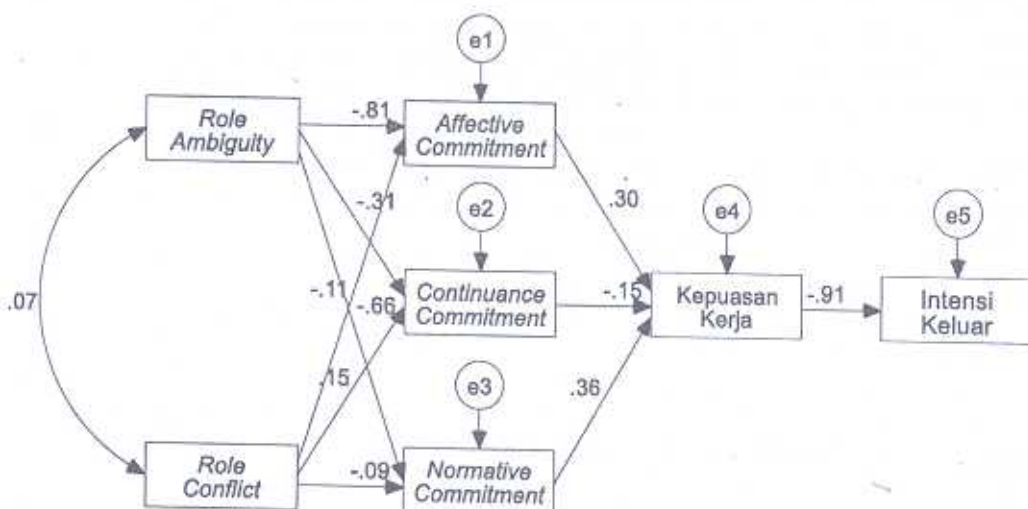 e1
Role
Ambiguity
-.81
Affective
Commitment
-.31
e2
.30
e4
e5
.07
-.11
-.66
Continuance
Commitment
-.15
Kepuasan
Kerja
-.91
Intensi
Keluar
.15
e3
.36
Role
Conflict
-.09
Normative
Commitment